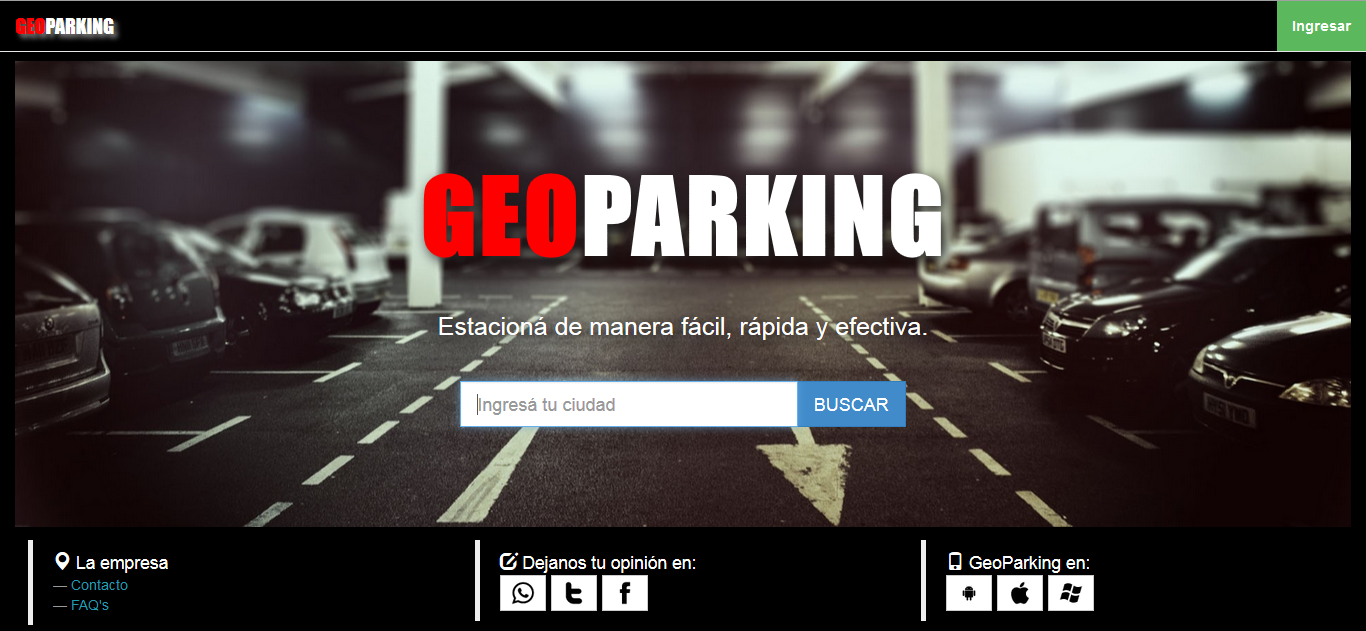 GEOPARKING
Ingresar
GEOPARKING
Estacioná de manera fácil, rápida y efectiva.
Ingresá tu ciudad
BUSCAR
La empresa
— Contacto
— FAQ's
Dejanos tu opinión en:
GeoParking en: